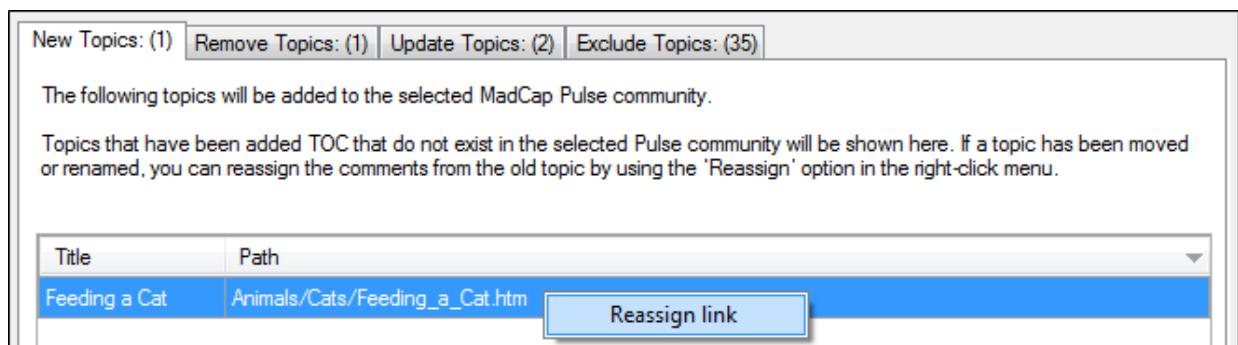 New Topics: (1) Remove Topics: (1) Update Topics: (2) Exclude Topics: (35)
The following topics will be added to the selected MadCap Pulse community.
Topics that have been added TOC that do not exist in the selected Pulse community will be shown here. If a topic has been moved
or renamed, you can reassign the comments from the old topic by using the 'Reassign' option in the right-click menu.
Title Path
Feeding a Cat Animals/Cats/Feeding_a_Cat.htm
Reassign link